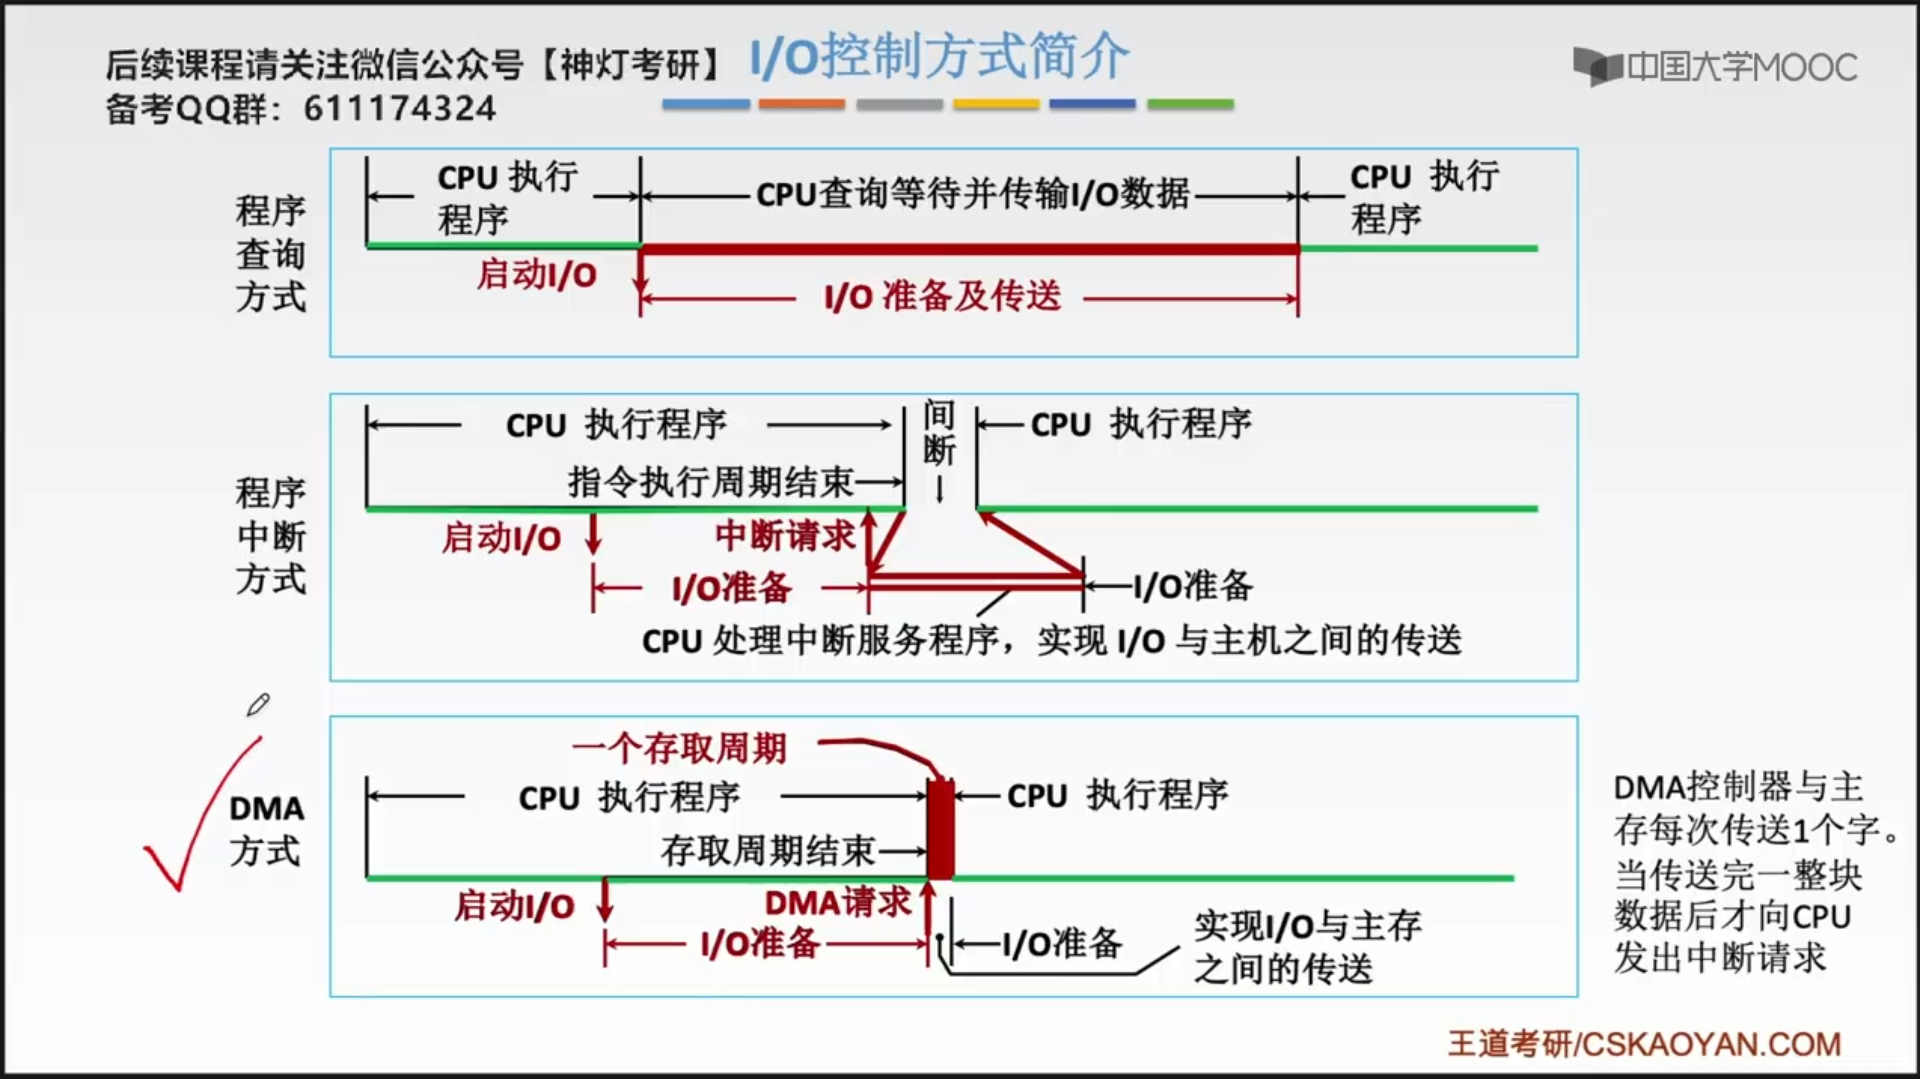 后续课程请关注微信公众号【神灯考研】
备考QQ群：611174324
I/O控制方式简介
中国大学MOOC
程序
查询
方式
CPU 执行
程序
CPU查询等待并传输I/O数据
CPU 执行
程序
启动I/O
I/O 准备及传送
程序
中断
方式
CPU 执行程序
间
断
CPU 执行程序
指令执行周期结束
启动I/O
中断请求
I/O准备
I/O准备
CPU 处理中断服务程序，实现 I/O 与主机之间的传送
DMA
方式
一个存取周期
CPU 执行程序
CPU 执行程序
存取周期结束
启动I/O
DMA请求
I/O准备
I/O准备
实现I/O与主存
之间的传送
DMA控制器与主
存每次传送1个字。
当传送完一整块
数据后才向CPU
发出中断请求
王道考研/CSKAOYAN.COM